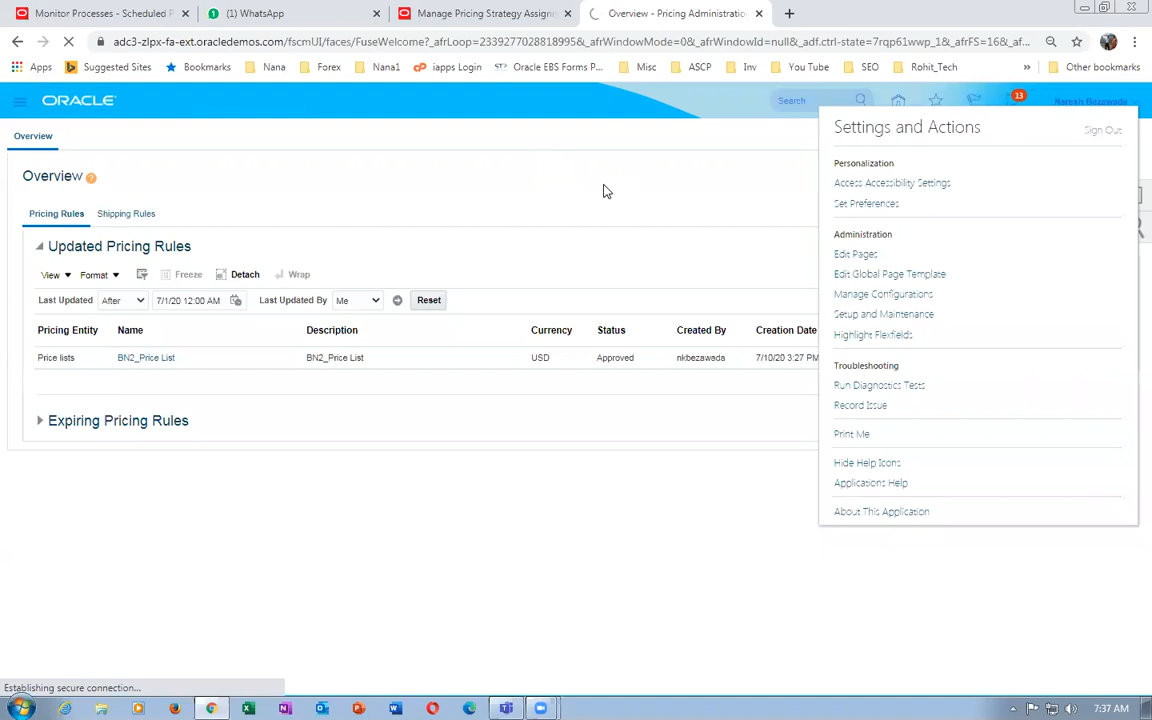 Monitor Processes - Scheduled P
(1) WhatsApp
Manage Pricing Strategy Assignm
Overview - Pricing Administratio
adc3-zlpx-fa-ext.oracledemos.com/fscmUI/faces/FuseWelcome?_afrLoop=23392770288189​95&_afrWindowMode=0&_afrWindowId=null&_adf.ctrl-state=7rqp61wwp_1&_afrFS=16&_af...
Apps
Suggested Sites
Bookmarks
Nana
Forex
Nana1
iapps Login
Oracle EBS Forms P...
Misc
ASCP
Inv
You Tube
SEO
Rohit_Tech
Other bookmarks
ORACLE
Search
13
Naresh Bezawada
Overview
Settings and Actions
Sign Out
Overview
Personalization
Access Accessibility Settings
Set Preferences
Pricing Rules Shipping Rules
Administration
Edit Pages
Edit Global Page Template
Manage Configurations
Setup and Maintenance
Highlight Flexfields
Updated Pricing Rules
View Format Freeze Detach Wrap
Last Updated After 7/1/20 12:00 AM Last Updated By Me Reset
Pricing Entity Name Description Currency Status Created By Creation Date
Price lists BN2_Price List BN2_Price List USD Approved nkbezawada 7/10/20 3:27 PM
Expiring Pricing Rules
Troubleshooting
Run Diagnostics Tests
Record Issue
Print Me
Hide Help Icons
Applications Help
About This Application
Establishing secure connection...
7:37 AM